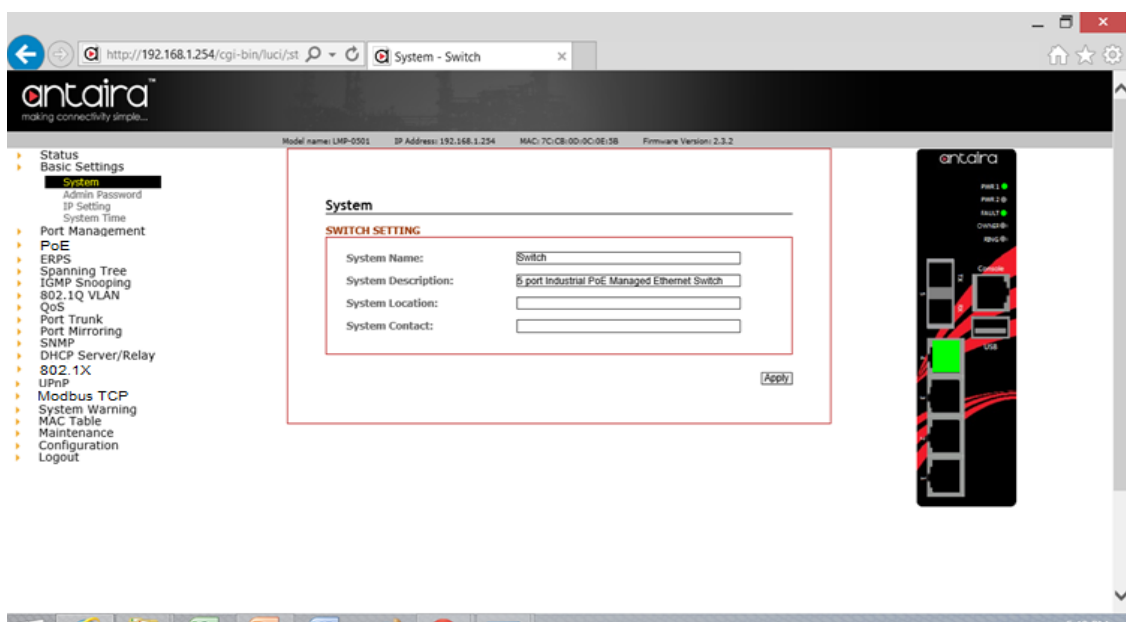 http://192.168.1.254/cgi-bin/luci/;st
System - Switch
antaira™
making connectivity simple...
Model name: LMP-0501 IP Address: 192.168.1.254 MAC: 7C:CB:0D:0C:0E:5B Firmware Version: 2.3.2
Status
Basic Settings
System
Admin Password
IP Setting
System Time
Port Management
PoE
ERPS
Spanning Tree
IGMP Snooping
802.1Q VLAN
QoS
Port Trunk
Port Mirroring
SNMP
DHCP Server/Relay
802.1X
UPnP
Modbus TCP
System Warning
MAC Table
Maintenance
Configuration
Logout
System
SWITCH SETTING
System Name: Switch
System Description: 5 port Industrial PoE Managed Ethernet Switch
System Location:
System Contact:
Apply
antaira
PWR 1
PWR 2
FAULT
OWNER
RING
Console
TX
RX
USB